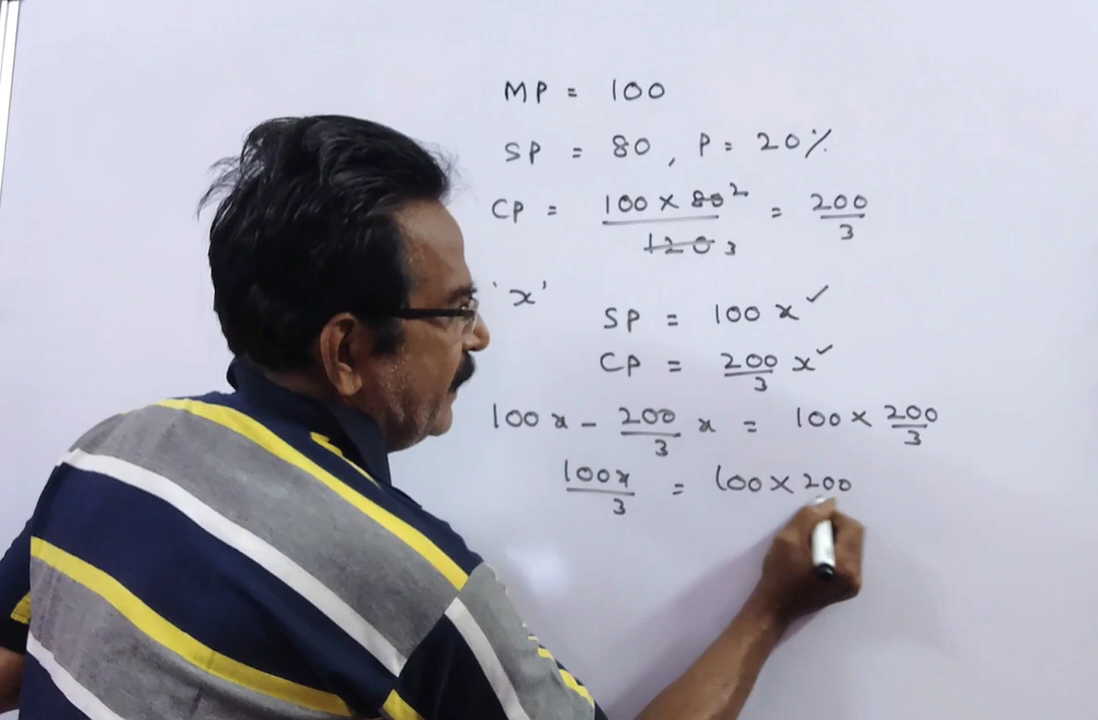 MP = 100
SP = 80, P = 20%
CP = 100 x 80 2 / 120 3 = 200/3
'x'
SP = 100 x ✓
CP = 200/3 x ✓
100 x - 200/3 x = 100 x 200/3
100x/3 = 100 x 200